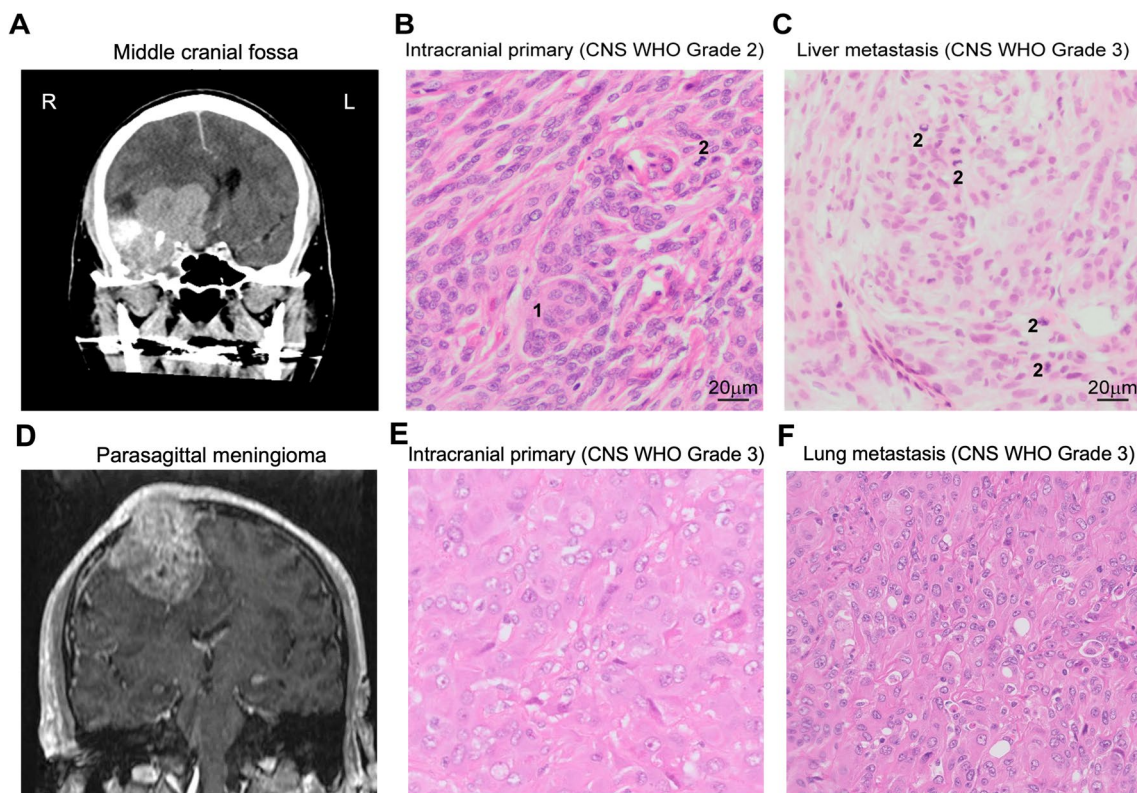 A
Middle cranial fossa
R
L
B
Intracranial primary (CNS WHO Grade 2)
2
1
20μm
C
Liver metastasis (CNS WHO Grade 3)
2
2
2
2
20μm
D
Parasagittal meningioma
E
Intracranial primary (CNS WHO Grade 3)
F
Lung metastasis (CNS WHO Grade 3)